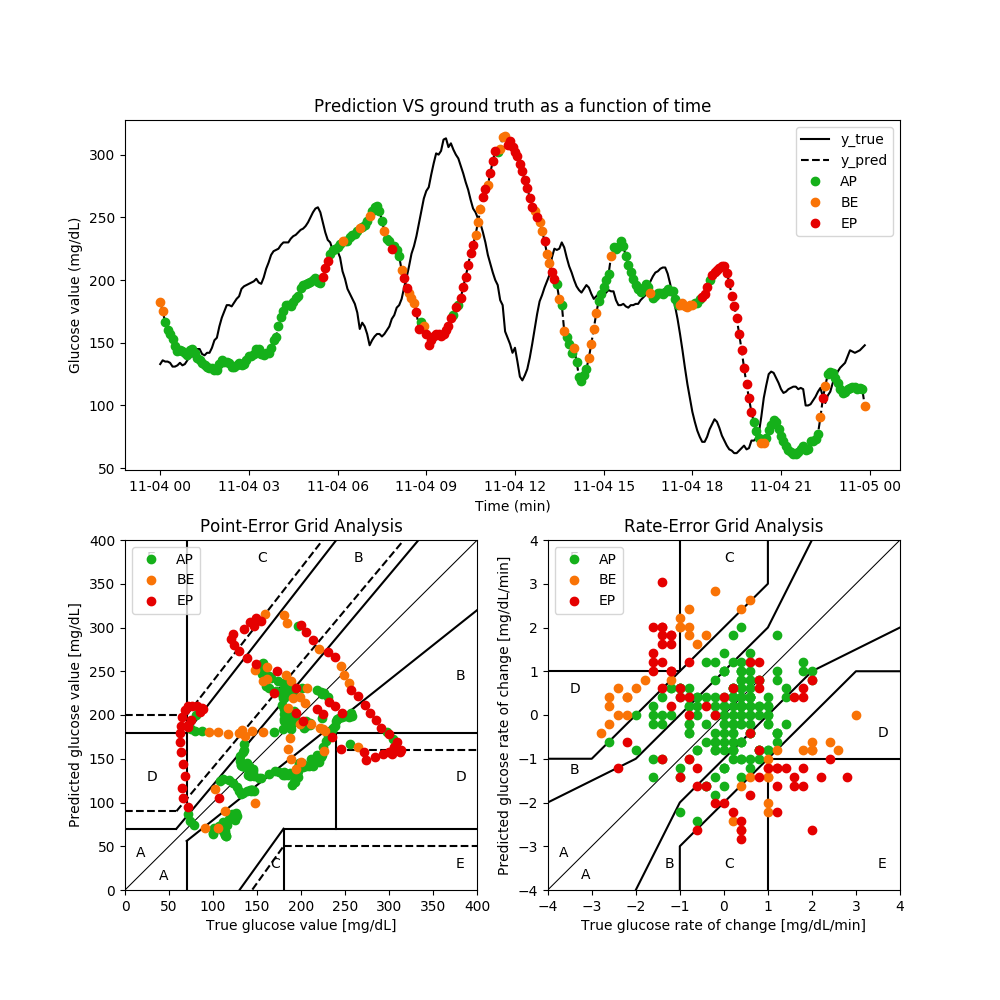 Prediction VS ground truth as a function of time
Glucose value (mg/dL)
300
250
200
150
100
50
y_true
y_pred
AP
BE
EP
11-04 00 11-04 03 11-04 06 11-04 09 11-04 12 11-04 15 11-04 18 11-04 21 11-05 00
Time (min)
Point-Error Grid Analysis
Predicted glucose value [mg/dL]
400
350
300
250
200
150
100
50
0
AP
BE
EP
C
B
B
D
D
A
A
C
E
0 50 100 150 200 250 300 350 400
True glucose value [mg/dL]
Rate-Error Grid Analysis
Predicted glucose rate of change [mg/dL/min]
4
3
2
1
0
−1
−2
−3
−4
AP
BE
EP
C
D
D
B
A
A
B
C
E
−4 −3 −2 −1 0 1 2 3 4
True glucose rate of change [mg/dL/min]